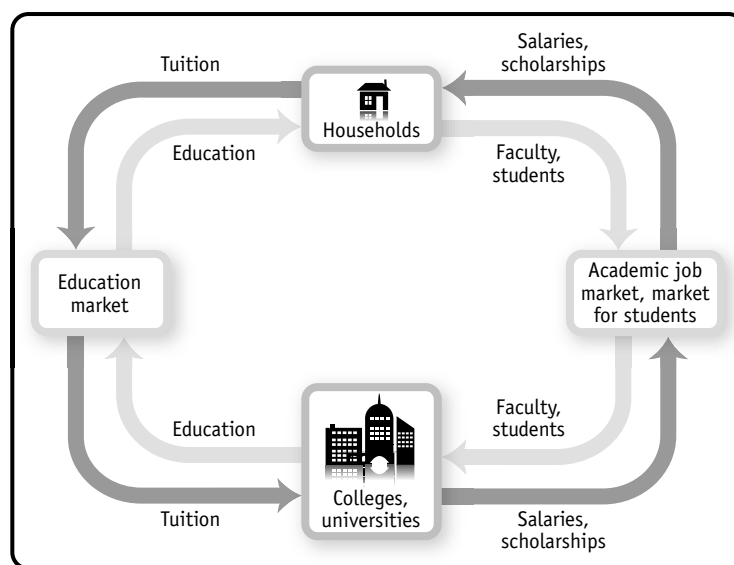 Salaries,
scholarships
Tuition
Households
Education
Faculty,
students
Education
market
Academic job
market, market
for students
Education
Faculty,
students
Colleges,
universities
Tuition
Salaries,
scholarships